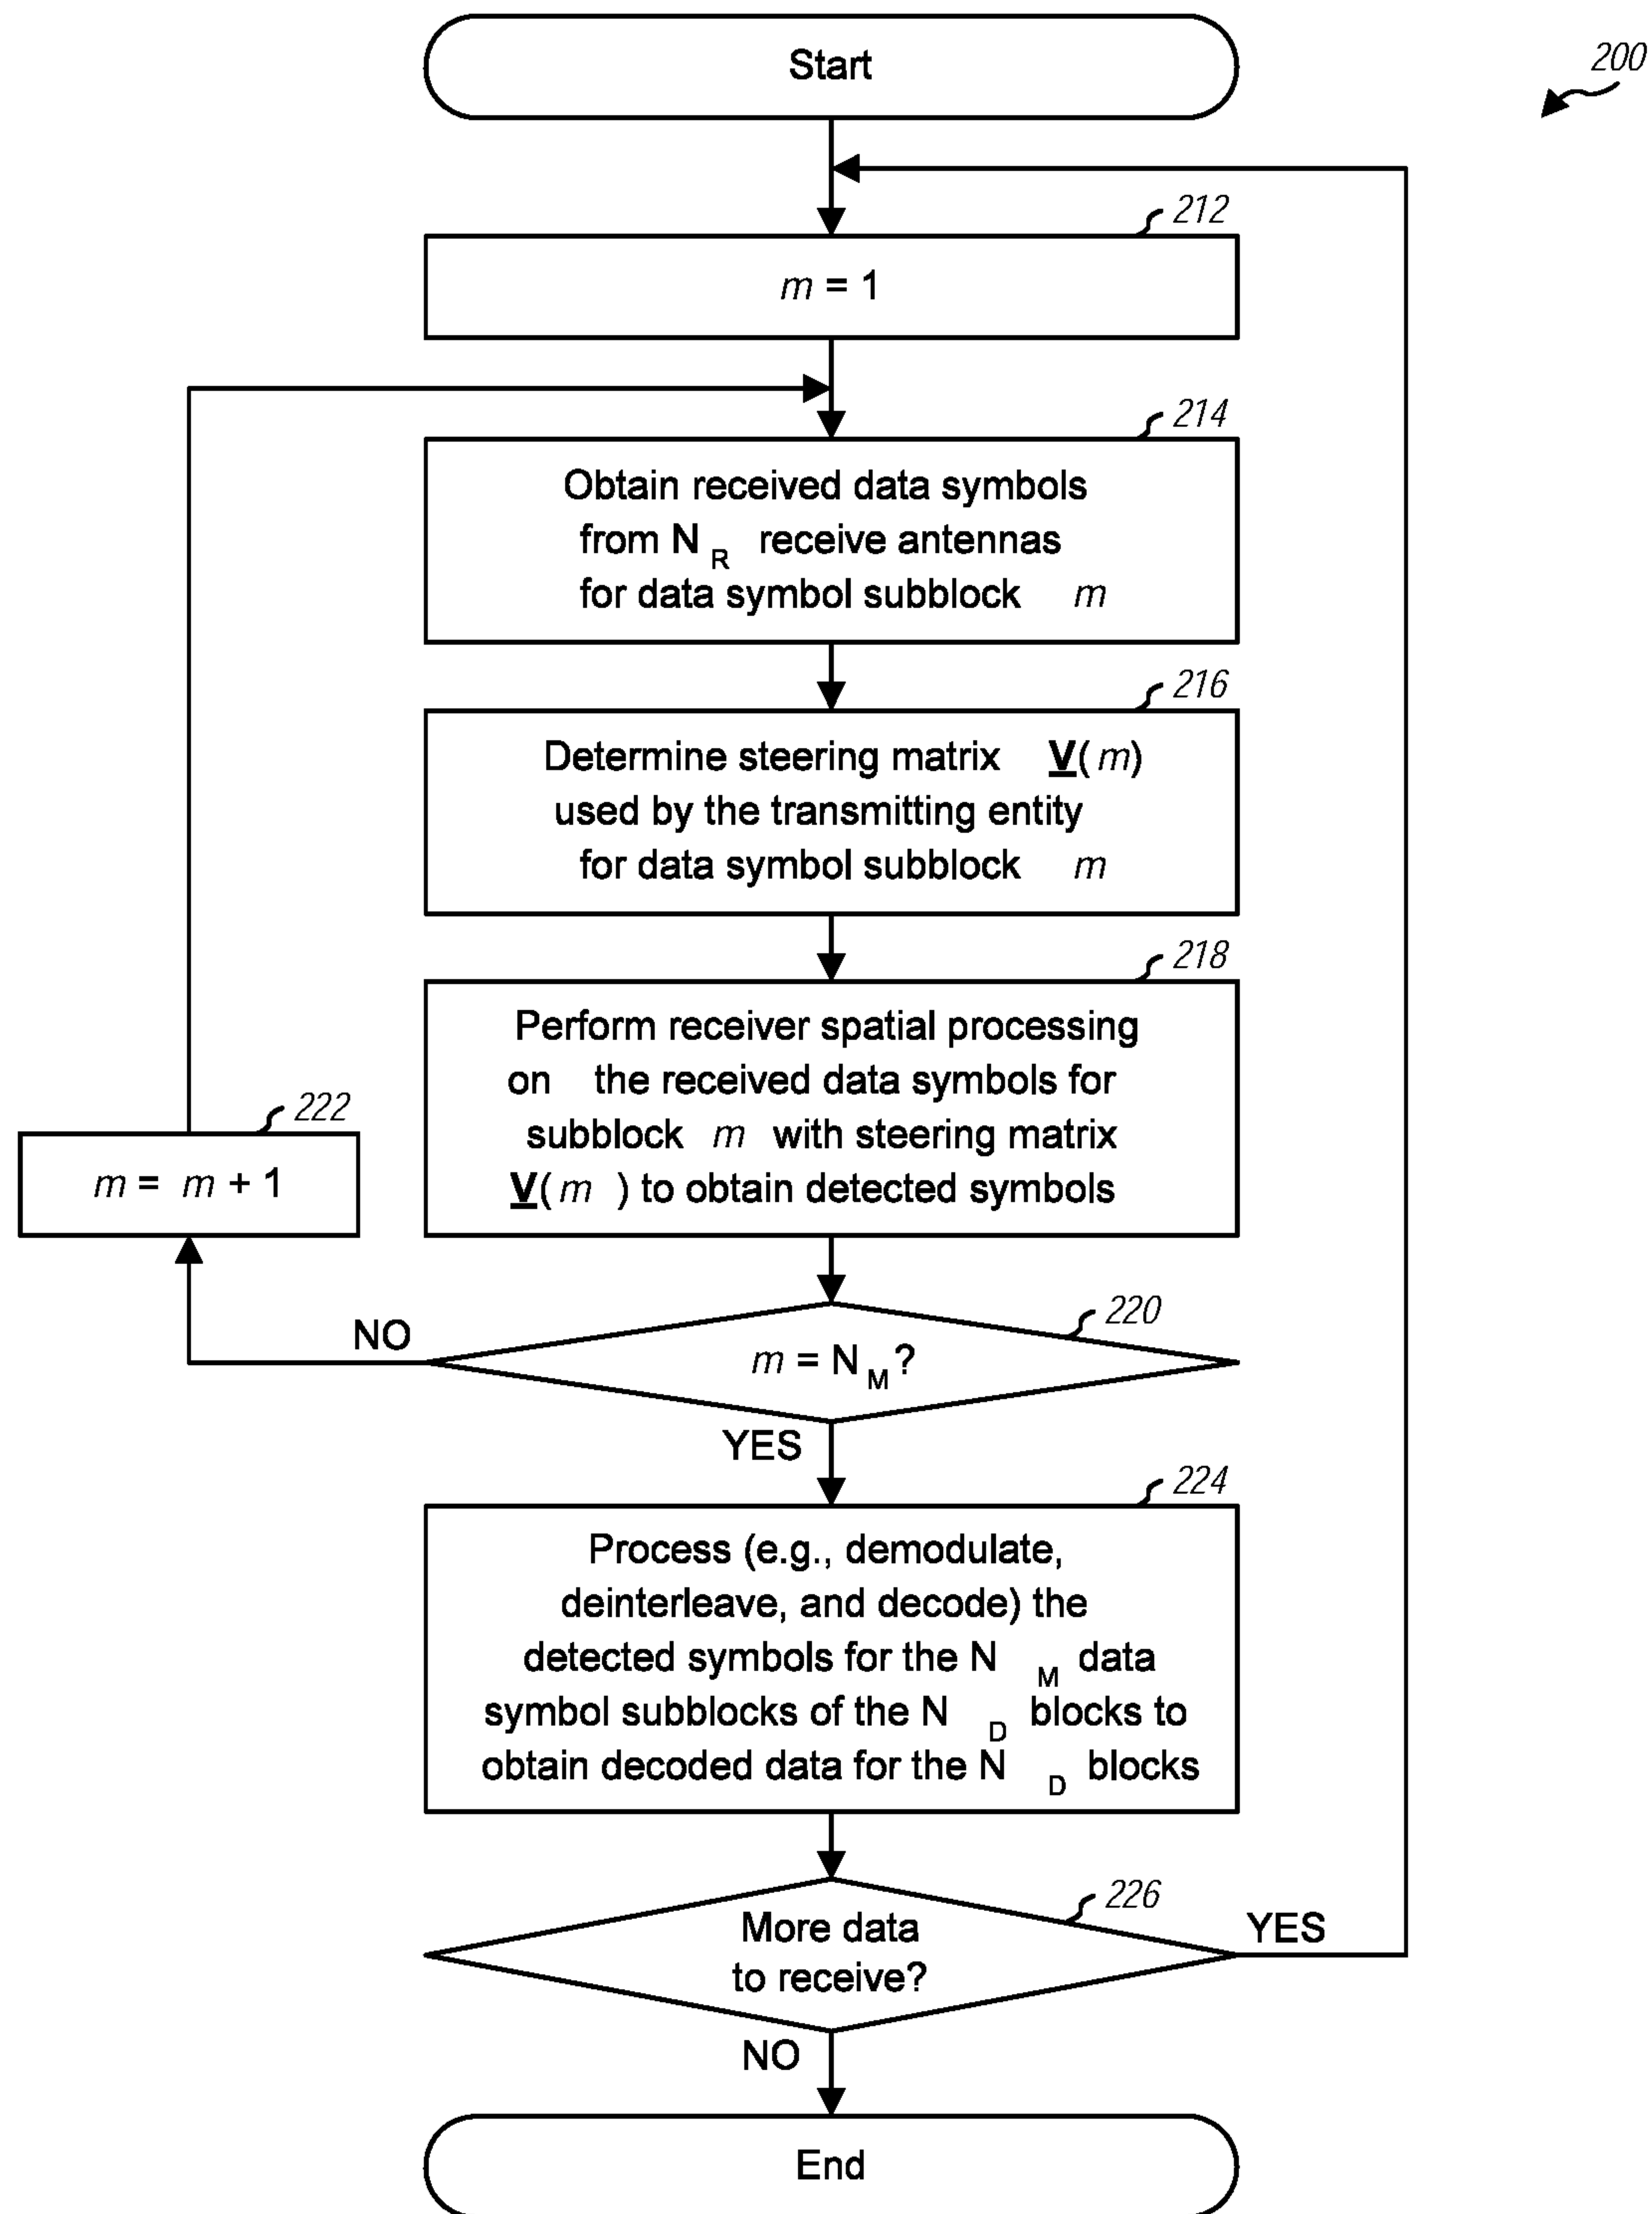 Start
200
212
m = 1
214
Obtain received data symbols
from N R receive antennas
for data symbol subblock m
216
Determine steering matrix V(m)
used by the transmitting entity
for data symbol subblock m
218
Perform receiver spatial processing
on the received data symbols for
subblock m with steering matrix
V(m ) to obtain detected symbols
222
m = m + 1
220
NO
m = N M?
YES
224
Process (e.g., demodulate,
deinterleave, and decode) the
detected symbols for the N M data
symbol subblocks of the N D blocks to
obtain decoded data for the N D blocks
226
More data
to receive?
YES
NO
End